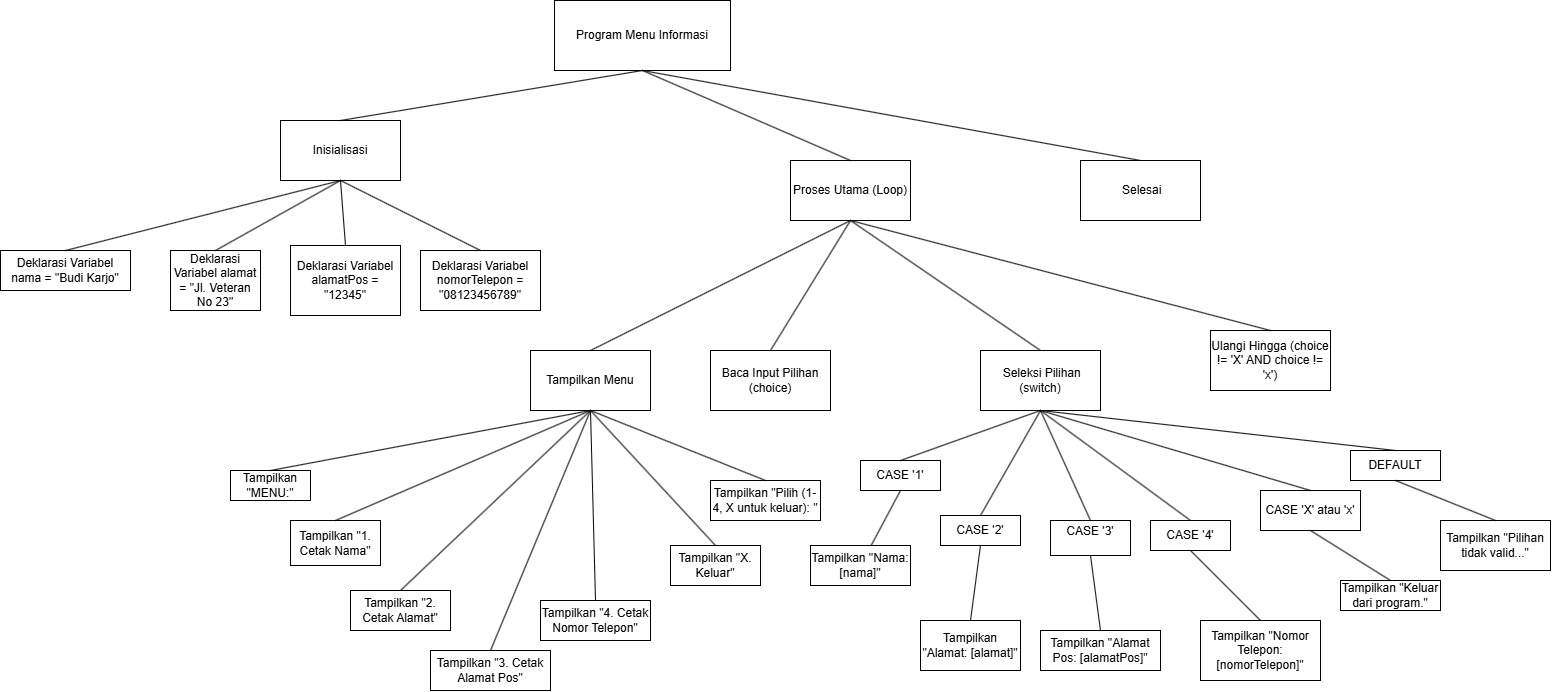 Program Menu Informasi
Inisialisasi
Proses Utama (Loop)
Selesai
Deklarasi Variabel
nama = "Budi Karjo"
Deklarasi
Variabel alamat
= "Jl. Veteran
No 23"
Deklarasi Variabel
alamatPos =
"12345"
Deklarasi Variabel
nomorTelepon =
"08123456789"
Tampilkan Menu
Baca Input Pilihan
(choice)
Seleksi Pilihan
(switch)
Ulangi Hingga (choice
!= 'X' AND choice !=
'x')
Tampilkan
"MENU:"
Tampilkan "1.
Cetak Nama"
Tampilkan "2.
Cetak Alamat"
Tampilkan "3. Cetak
Alamat Pos"
Tampilkan "4. Cetak
Nomor Telepon"
Tampilkan "X.
Keluar"
Tampilkan "Pilih (1-
4, X untuk keluar): "
CASE '1'
Tampilkan "Nama:
[nama]"
CASE '2'
Tampilkan
"Alamat: [alamat]"
CASE '3'
Tampilkan "Alamat
Pos: [alamatPos]"
CASE '4'
Tampilkan "Nomor
Telepon:
[nomorTelepon]"
CASE 'X' atau 'x'
Tampilkan "Keluar
dari program."
DEFAULT
Tampilkan "Pilihan
tidak valid..."